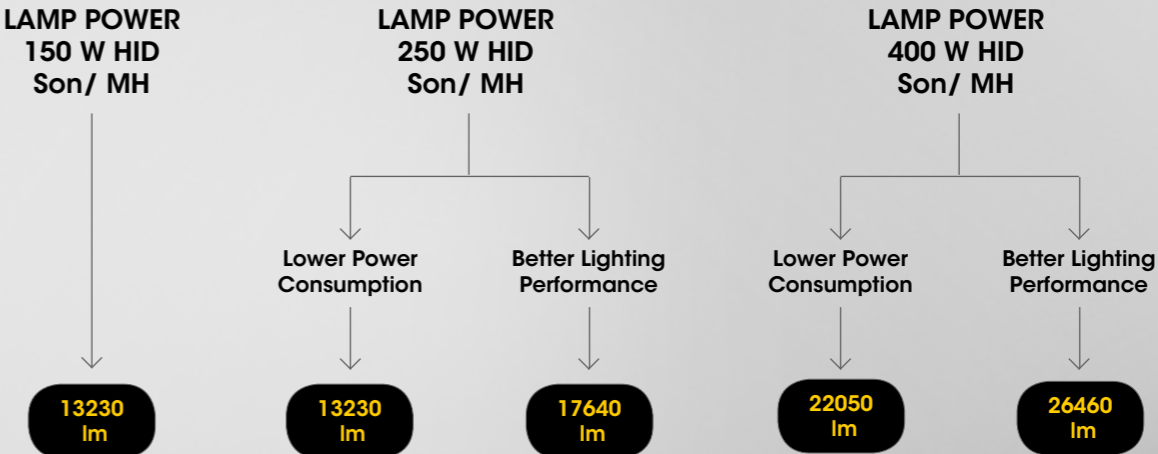 LAMP POWER
150 W HID
Son/ MH
LAMP POWER
250 W HID
Son/ MH
LAMP POWER
400 W HID
Son/ MH
Lower Power
Consumption
Better Lighting
Performance
Lower Power
Consumption
Better Lighting
Performance
13230
lm
13230
lm
17640
lm
22050
lm
26460
lm